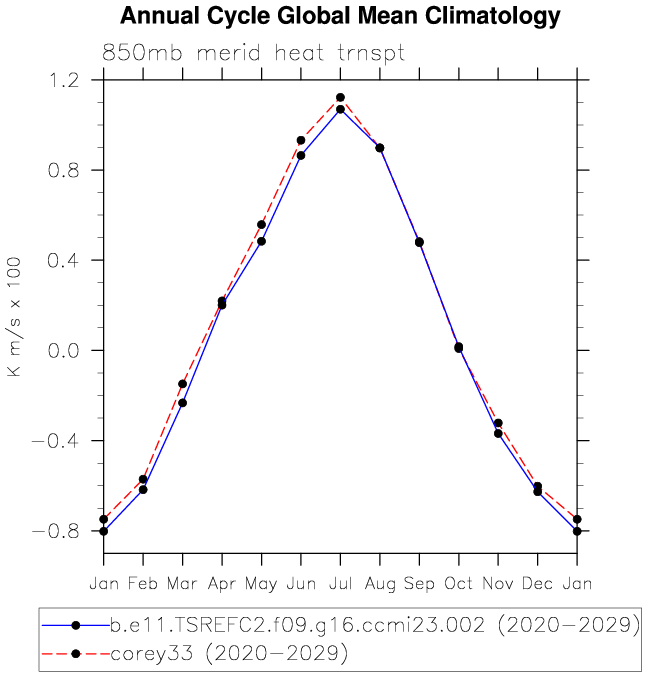 Annual Cycle Global Mean Climatology
850mb merid heat trnspt
1.2
0.8
0.4
0.0
−0.4
−0.8
K m/s x 100
Jan Feb Mar Apr May Jun Jul Aug Sep Oct Nov Dec Jan
b.e11.TSREFC2.f09.g16.ccmi23.002 (2020−2029)
corey33 (2020−2029)